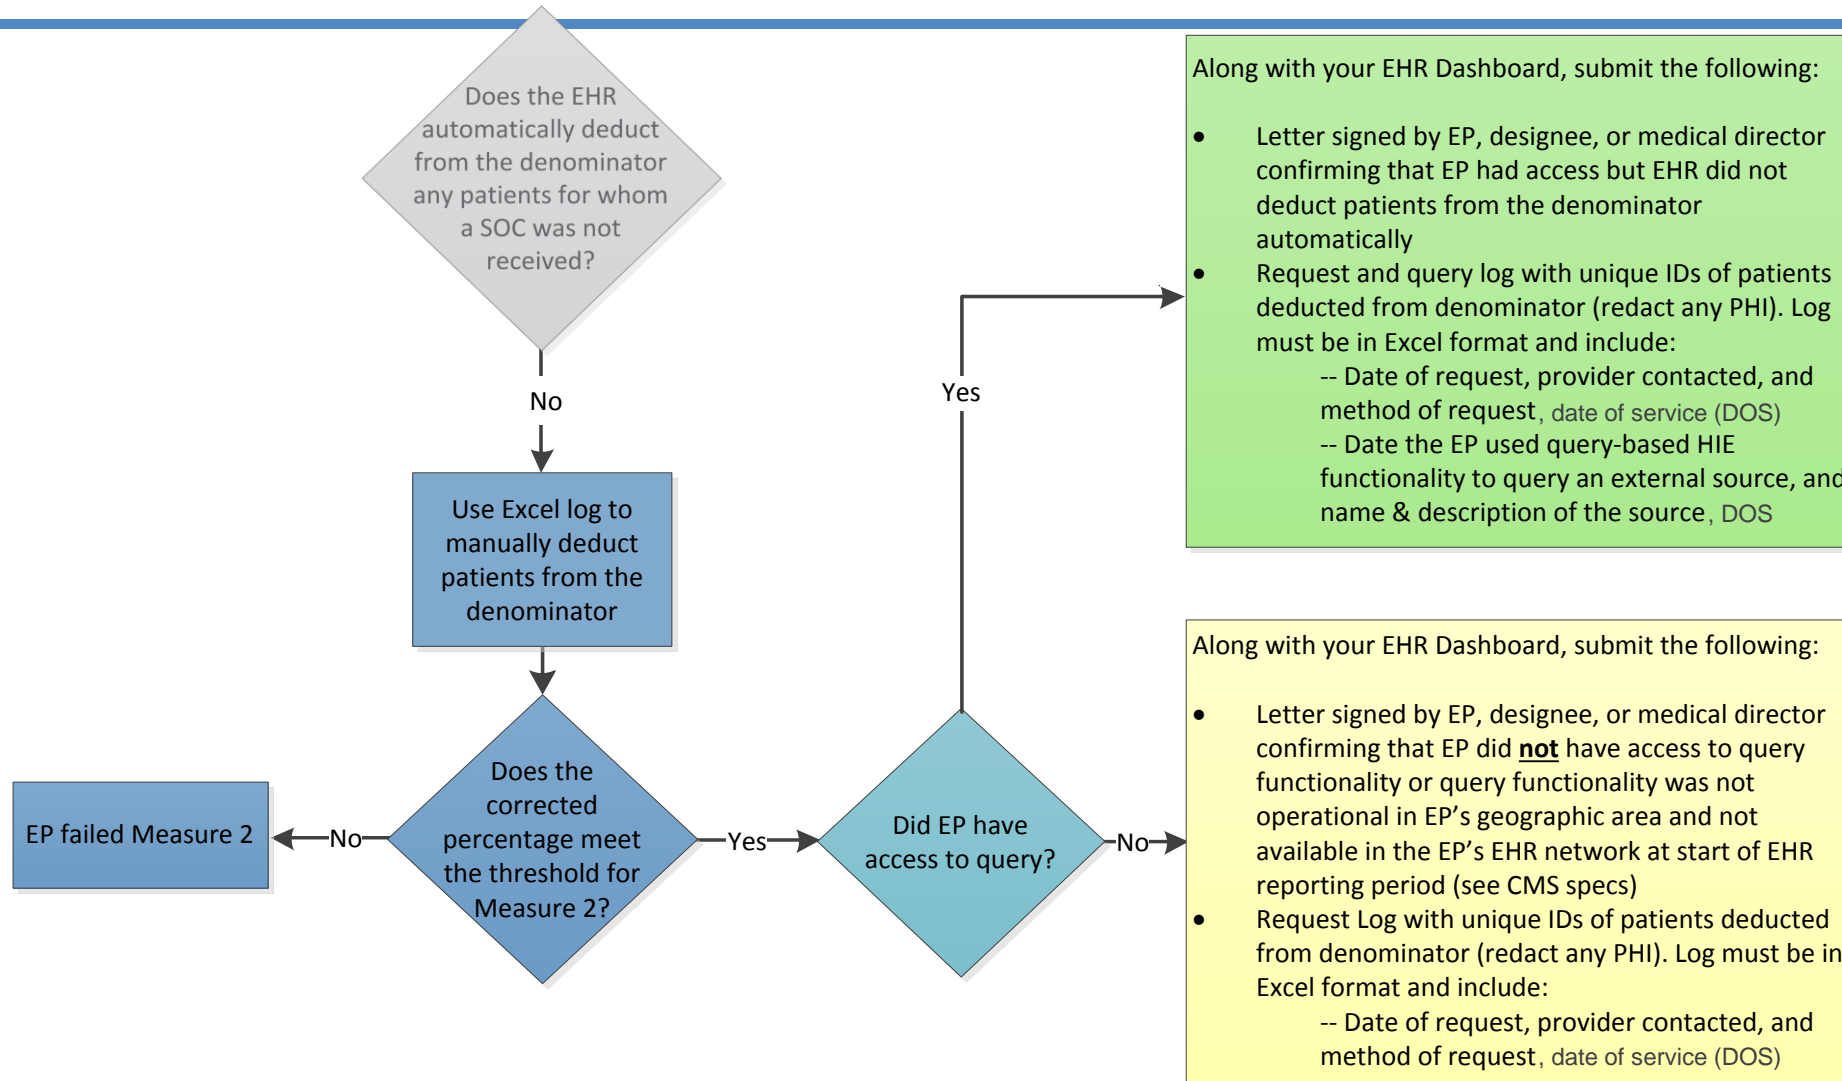 Does the EHR
automatically deduct
from the denominator
any patients for whom
a SOC was not
received?
No
Use Excel log to
manually deduct
patients from the
denominator
Does the
corrected
percentage meet
the threshold for
Measure 2?
No
EP failed Measure 2
Yes
Did EP have
access to query?
Yes
No
Along with your EHR Dashboard, submit the following:
• Letter signed by EP, designee, or medical director
confirming that EP had access but EHR did not
deduct patients from the denominator
automatically
• Request and query log with unique IDs of patients
deducted from denominator (redact any PHI). Log
must be in Excel format and include:
-- Date of request, provider contacted, and
method of request, date of service (DOS)
-- Date the EP used query-based HIE
functionality to query an external source, and
name & description of the source, DOS
Along with your EHR Dashboard, submit the following:
• Letter signed by EP, designee, or medical director
confirming that EP did not have access to query
functionality or query functionality was not
operational in EP’s geographic area and not
available in the EP’s EHR network at start of EHR
reporting period (see CMS specs)
• Request Log with unique IDs of patients deducted
from denominator (redact any PHI). Log must be in
Excel format and include:
-- Date of request, provider contacted, and
method of request, date of service (DOS)